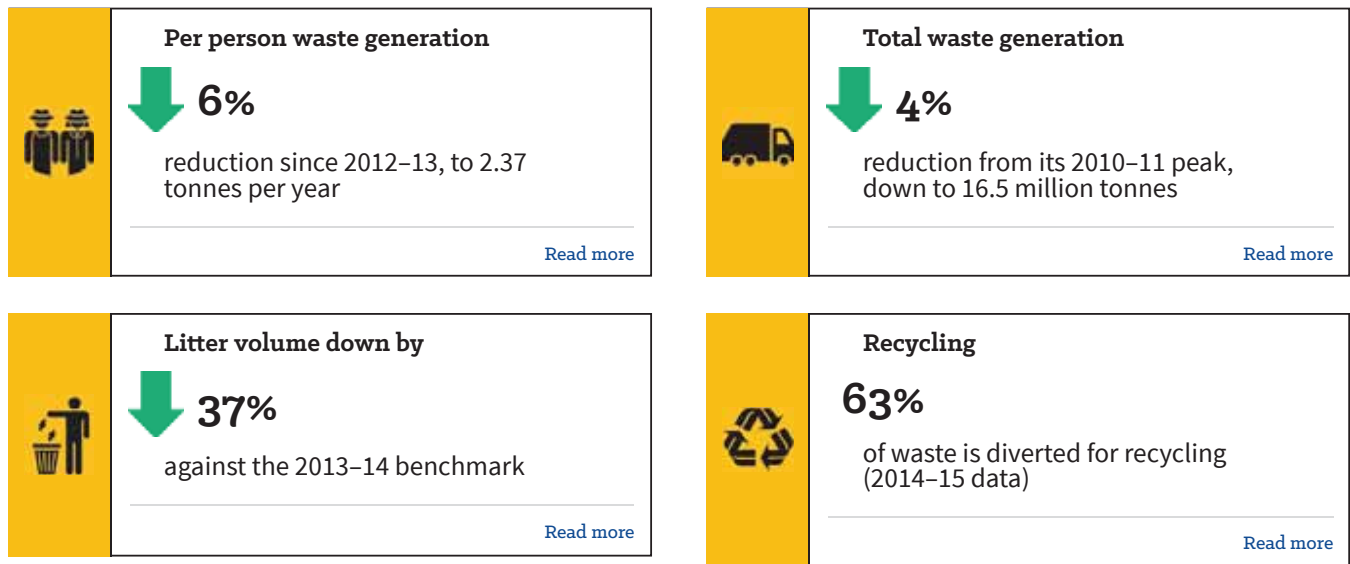 Per person waste generation
6%
reduction since 2012–13, to 2.37
tonnes per year
Read more
Total waste generation
4%
reduction from its 2010–11 peak,
down to 16.5 million tonnes
Read more
Litter volume down by
37%
against the 2013–14 benchmark
Read more
Recycling
63%
of waste is diverted for recycling
(2014–15 data)
Read more